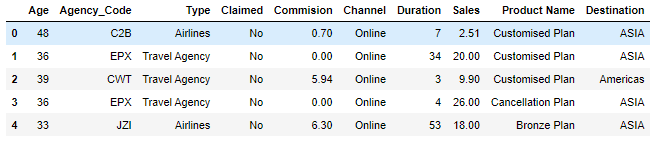 Age Agency_Code Type Claimed Commision Channel Duration Sales Product Name Destination
0 48 C2B Airlines No 0.70 Online 7 2.51 Customised Plan ASIA
1 36 EPX Travel Agency No 0.00 Online 34 20.00 Customised Plan ASIA
2 39 CWT Travel Agency No 5.94 Online 3 9.90 Customised Plan Americas
3 36 EPX Travel Agency No 0.00 Online 4 26.00 Cancellation Plan ASIA
4 33 JZI Airlines No 6.30 Online 53 18.00 Bronze Plan ASIA